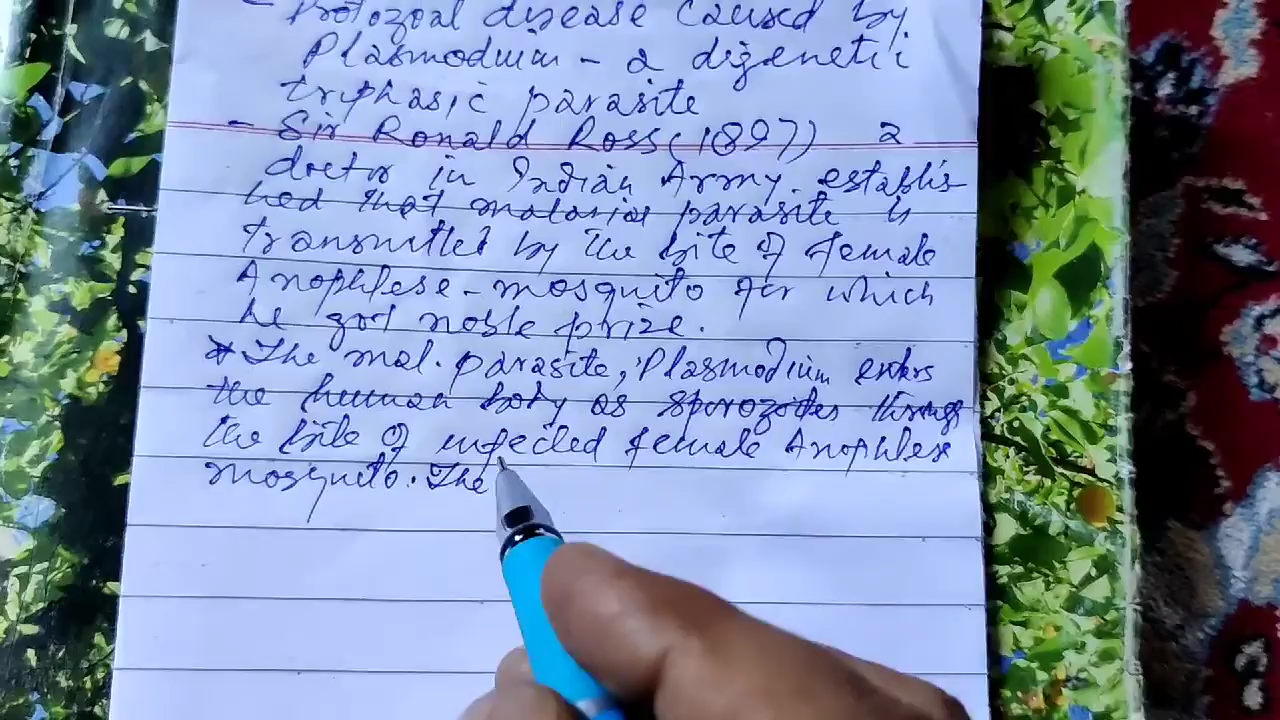 - Protozoal disease caused by
Plasmodium - a digenetic
triphasic parasite
- Sir Ronald Ross (1897) a
doctor in Indian Army. establis
hed that malarial parasite is
transmitted by the bite of female
Anophlese - mosquito for which
he got noble prize.
* The mal. parasite, Plasmodium enters
the human body as sporozoites through
the bite of infected female Anophlese
mosquito. The